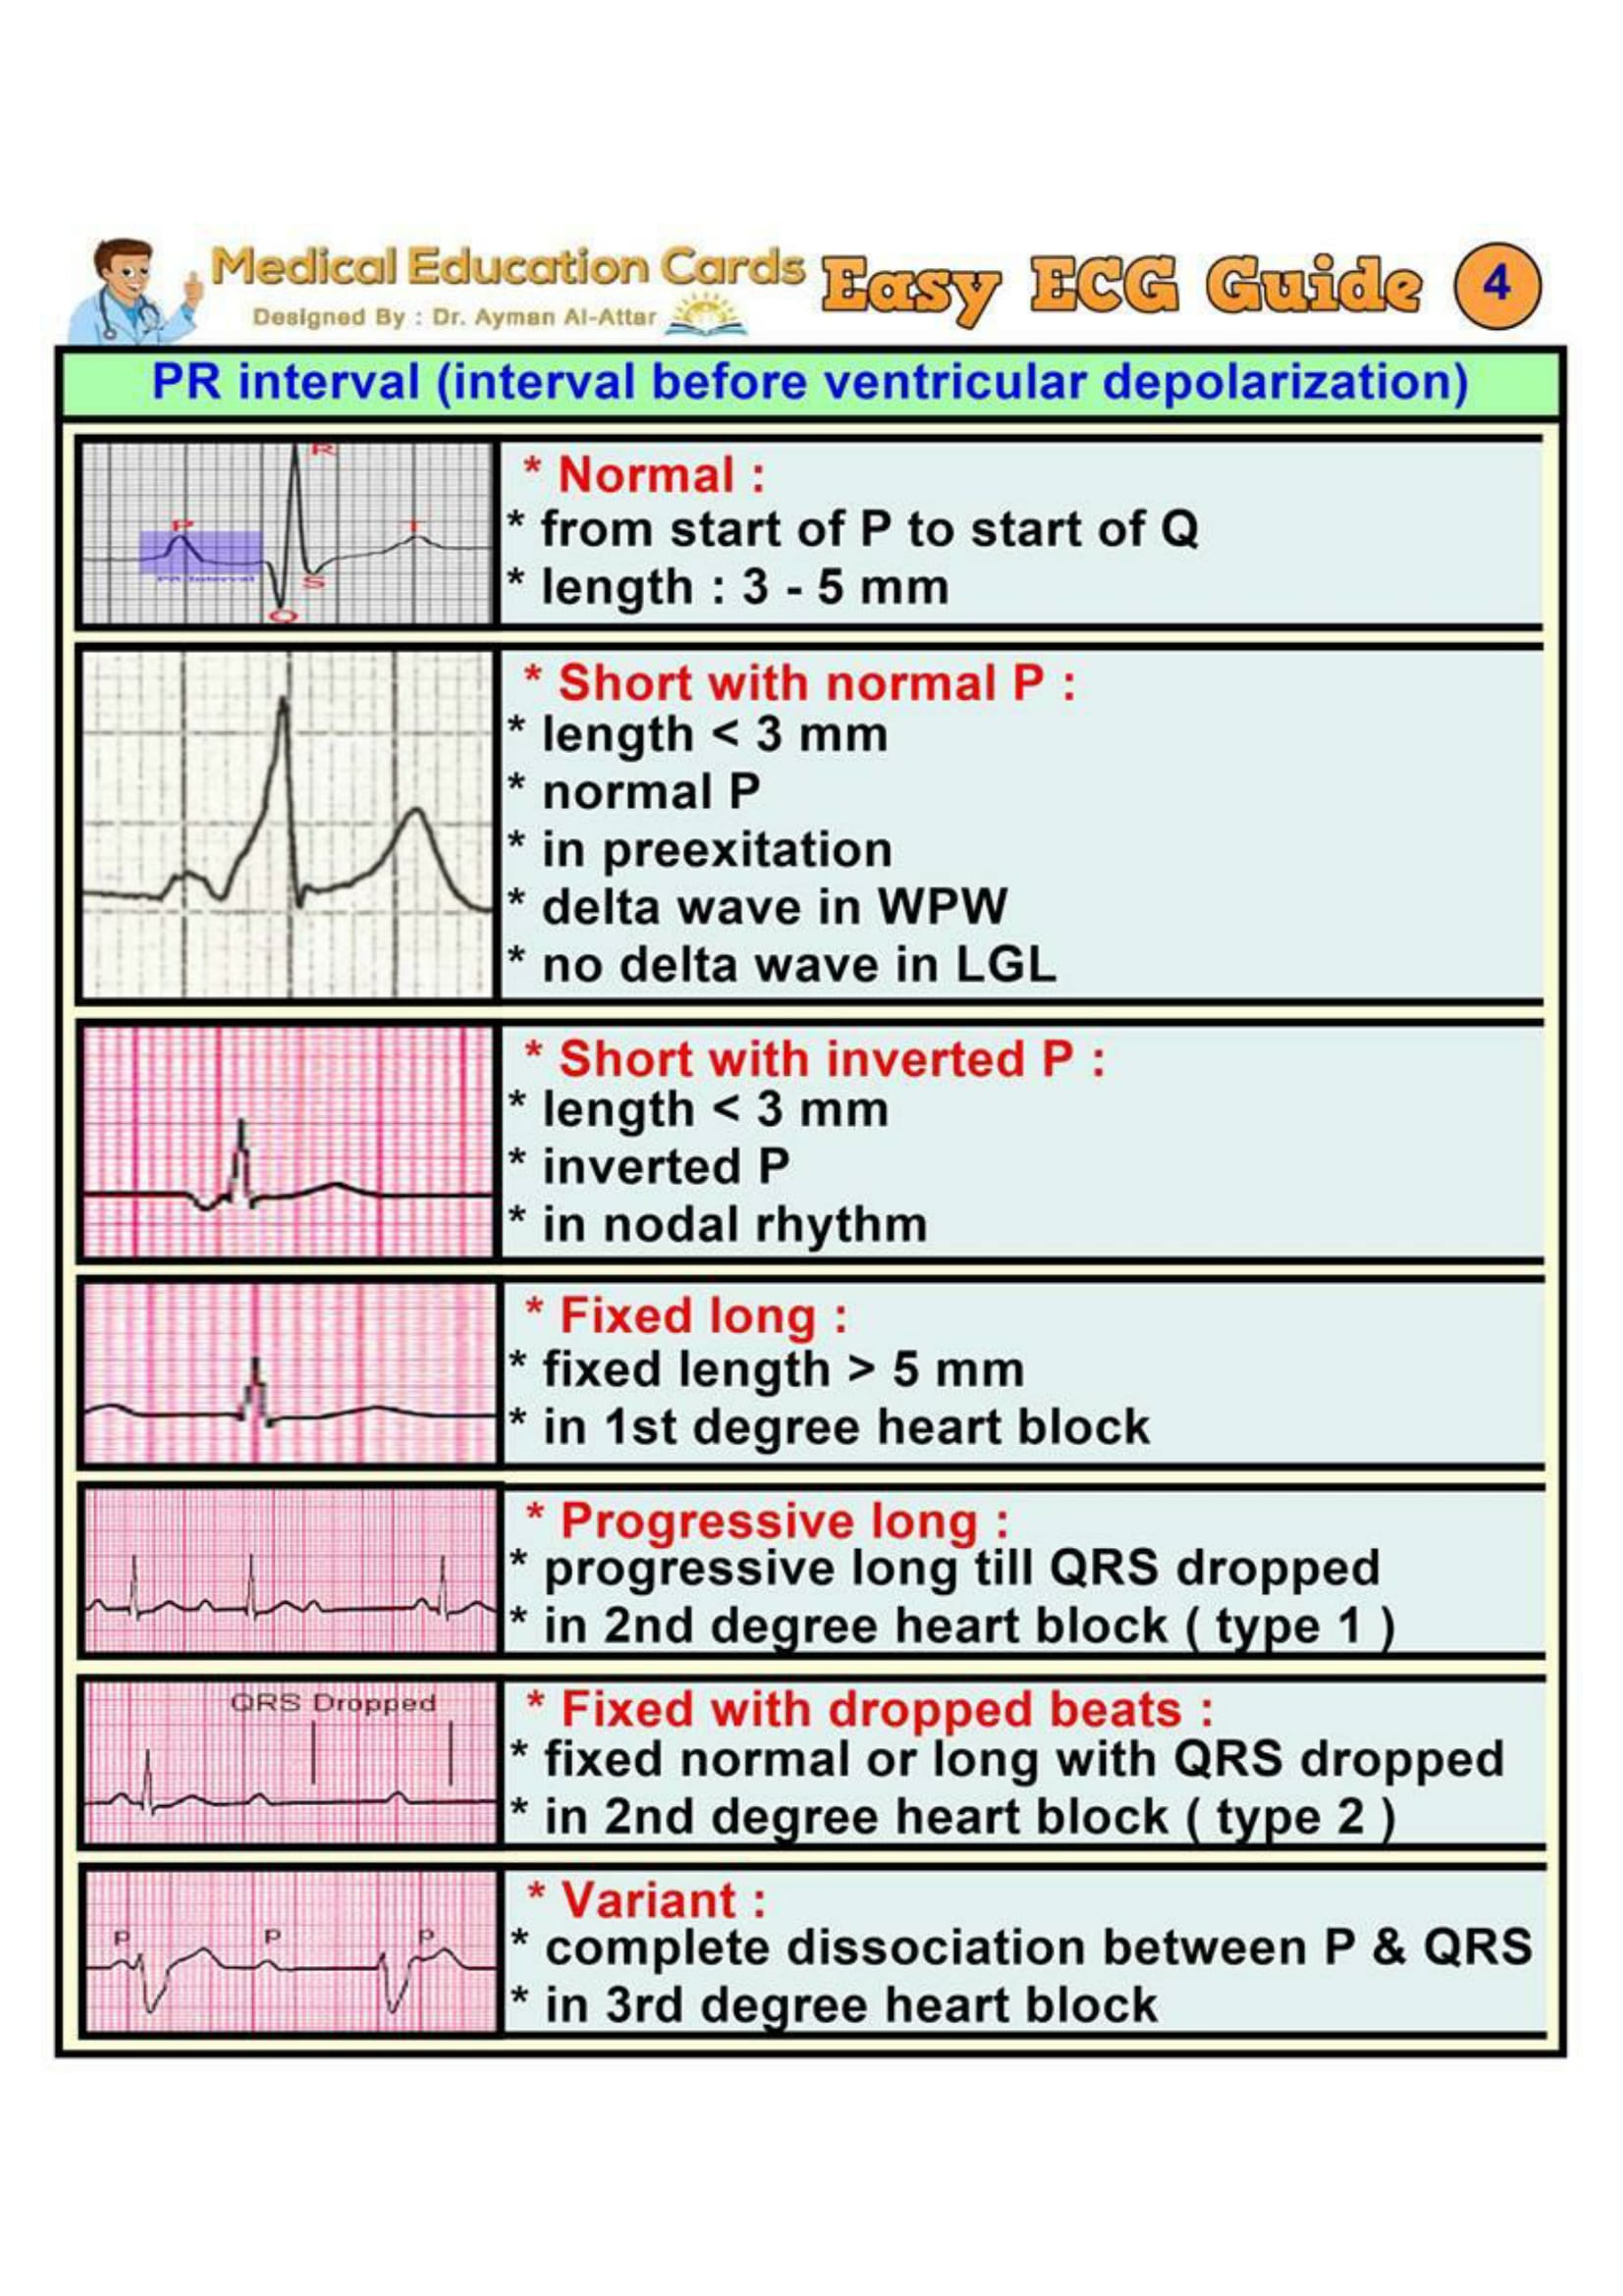 Medical Education Cards
Designed By : Dr. Ayman Al-Attar
Easy ECG Guide 4
PR interval (interval before ventricular depolarization)
R
P
T
PR Interval
S
Q
* Normal :
* from start of P to start of Q
* length : 3 - 5 mm
* Short with normal P :
* length < 3 mm
* normal P
* in preexitation
* delta wave in WPW
* no delta wave in LGL
* Short with inverted P :
* length < 3 mm
* inverted P
* in nodal rhythm
* Fixed long :
* fixed length > 5 mm
* in 1st degree heart block
* Progressive long :
* progressive long till QRS dropped
* in 2nd degree heart block ( type 1 )
QRS Dropped
* Fixed with dropped beats :
* fixed normal or long with QRS dropped
* in 2nd degree heart block ( type 2 )
P P P
* Variant :
* complete dissociation between P & QRS
* in 3rd degree heart block